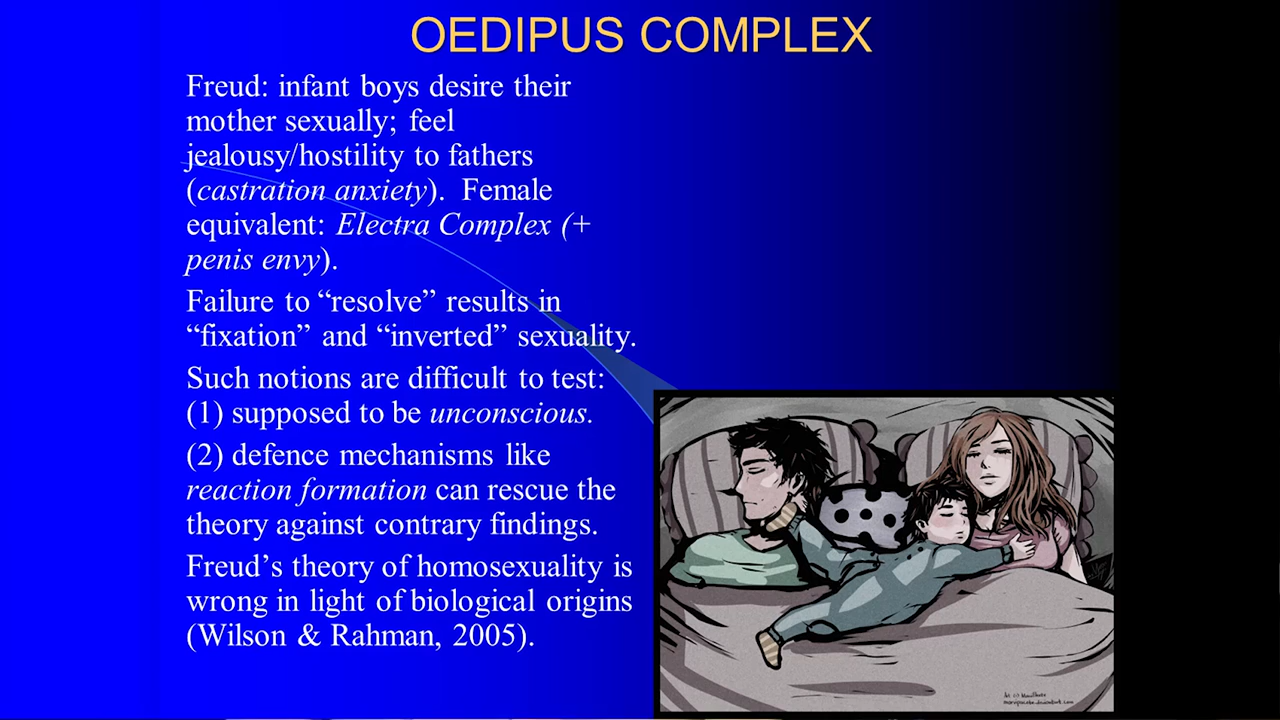 OEDIPUS COMPLEX
Freud: infant boys desire their
mother sexually; feel
jealousy/hostility to fathers
(castration anxiety).  Female
equivalent: Electra Complex (+
penis envy).
Failure to “resolve” results in
“fixation” and “inverted” sexuality.
Such notions are difficult to test:
(1) supposed to be unconscious.
(2) defence mechanisms like
reaction formation can rescue the
theory against contrary findings.
Freud’s theory of homosexuality is
wrong in light of biological origins
(Wilson & Rahman, 2005).